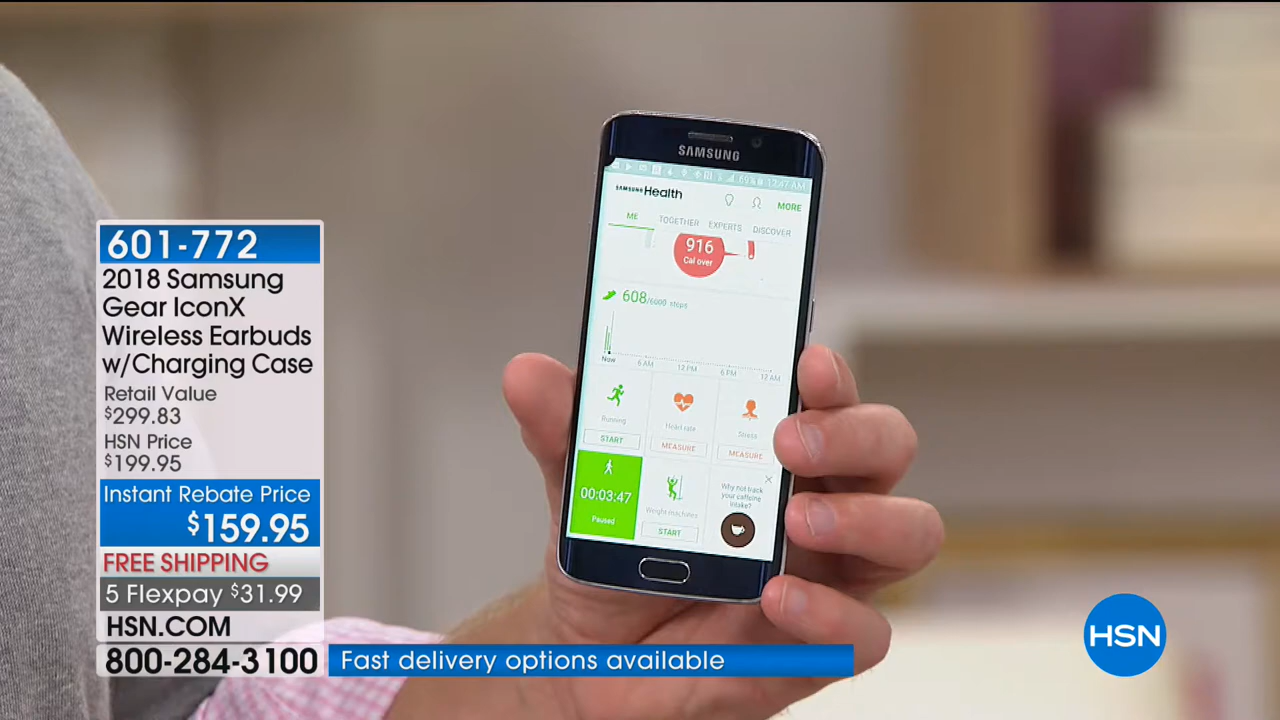 601-772
2018 Samsung
Gear IconX
Wireless Earbuds
w/Charging Case
Retail Value
$299.83
HSN Price
$199.95
Instant Rebate Price
$159.95
FREE SHIPPING
5 Flexpay $31.99
HSN.COM
800-284-3100
Fast delivery options available
HSN
SAMSUNG
69% 12:47 AM
SAMSUNG Health
MORE
ME TOGETHER EXPERTS DISCOVER
916
Cal over
608/6000 steps
Now 6 AM 12 PM 6 PM 12 AM
Running Heart rate Stress
START MEASURE MEASURE
00:03:47
Paused
Weight machines
START
Why not track
your caffeine
intake?